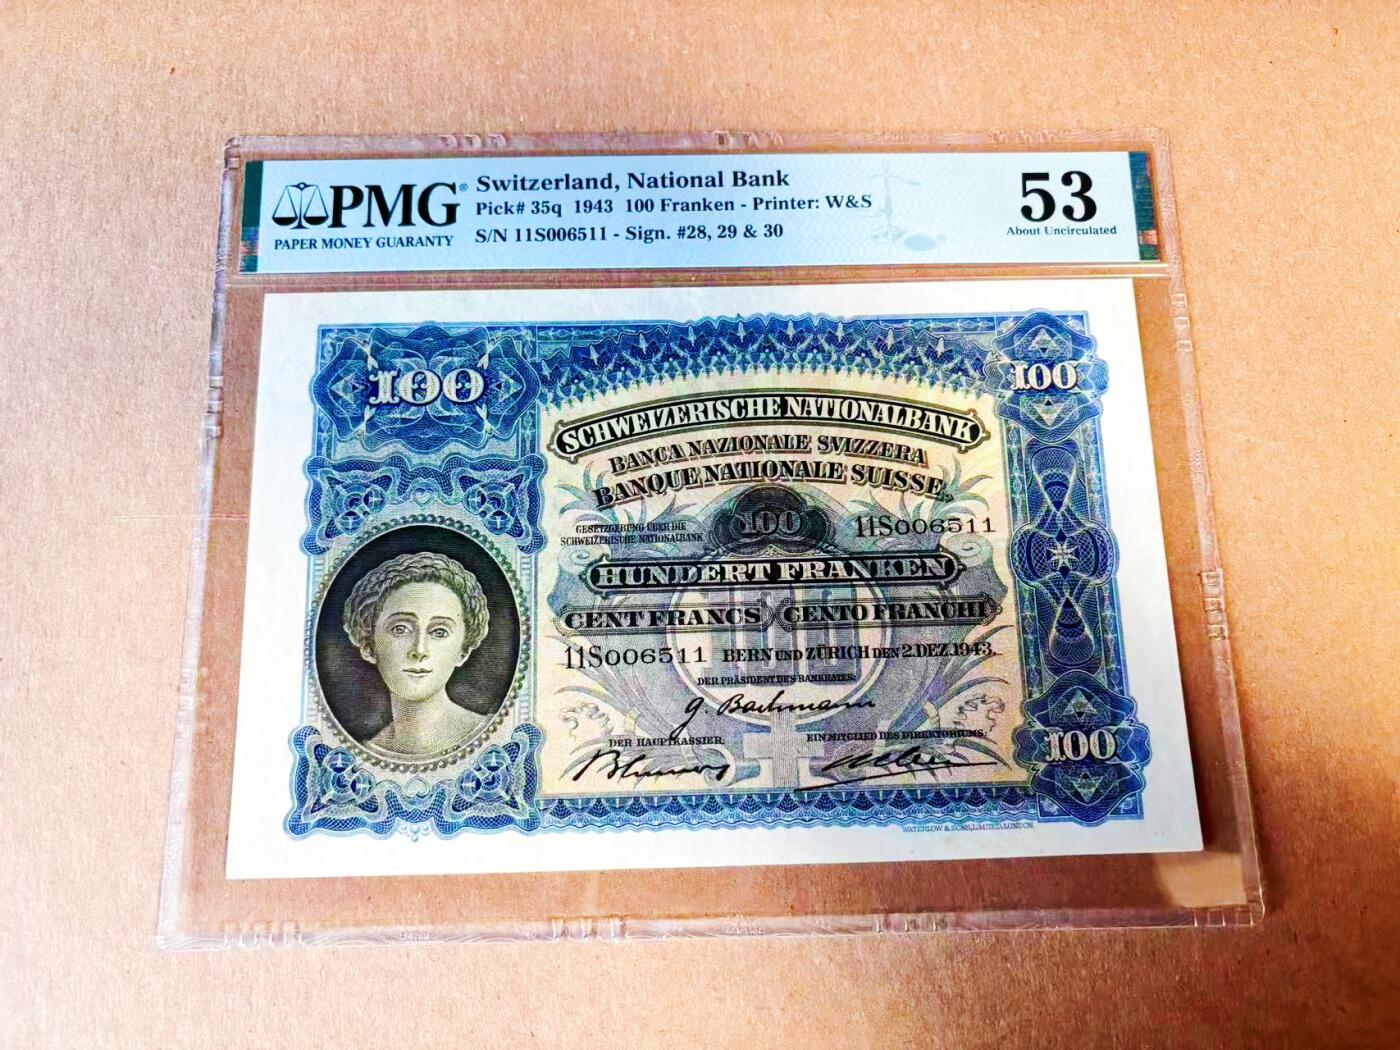 PMG®
PAPER MONEY GUARANTY
Switzerland, National Bank
Pick# 35q 1943 100 Franken - Printer: W&S
S/N 11S006511 - Sign. #28, 29 & 30
53
About Uncirculated
100
100
SCHWEIZERISCHE NATIONALBANK
BANCA NAZIONALE SVIZZERA
BANQUE NATIONALE SUISSE
GESETZGEBUNG ÜBER DIE
SCHWEIZERISCHE NATIONALBANK
100
11S006511
HUNDERT FRANKEN
CENT FRANCS CENTO FRANCHI
100
11S006511 BERN UND ZÜRICH DEN 2. DEZ. 1943.
DER PRÄSIDENT DES BANKRATES:
G. Bachmann
DER HAUPTKASSIER:
EIN MITGLIED DES DIREKTORIUMS:
100
WATERLOW & SONS, LIMITED, LONDON